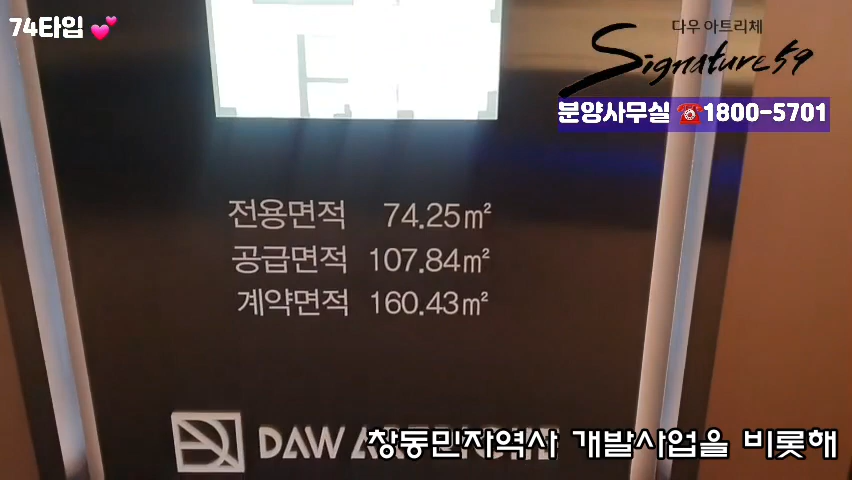 74타입 💕
다우 아트리체
Signature 59
분양사무실 ☎1800-5701
전용면적 74.25㎡
공급면적 107.84㎡
계약면적 160.43㎡
DAW
창동민자역사 개발사업을 비롯해